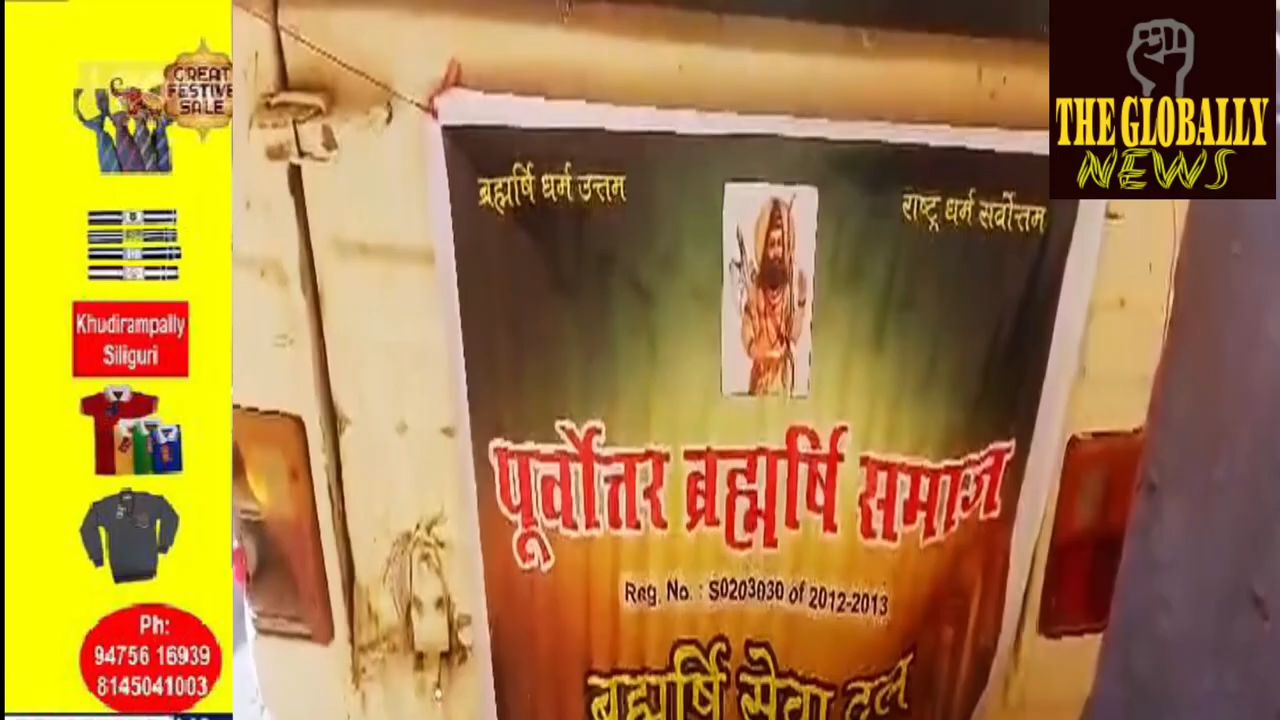 GREAT
FESTIVE
SALE
Khudirampally
Siliguri
Ph:
94756 16939
8145041003
THE GLOBALLY
NEWS
ब्रह्मर्षि धर्म उत्तम
राष्ट्र धर्म सर्वोत्तम
पूर्वोत्तर ब्रह्मर्षि समाज
Reg. No. : S0203030 of 2012-2013
ब्रह्मर्षि सेवा दल